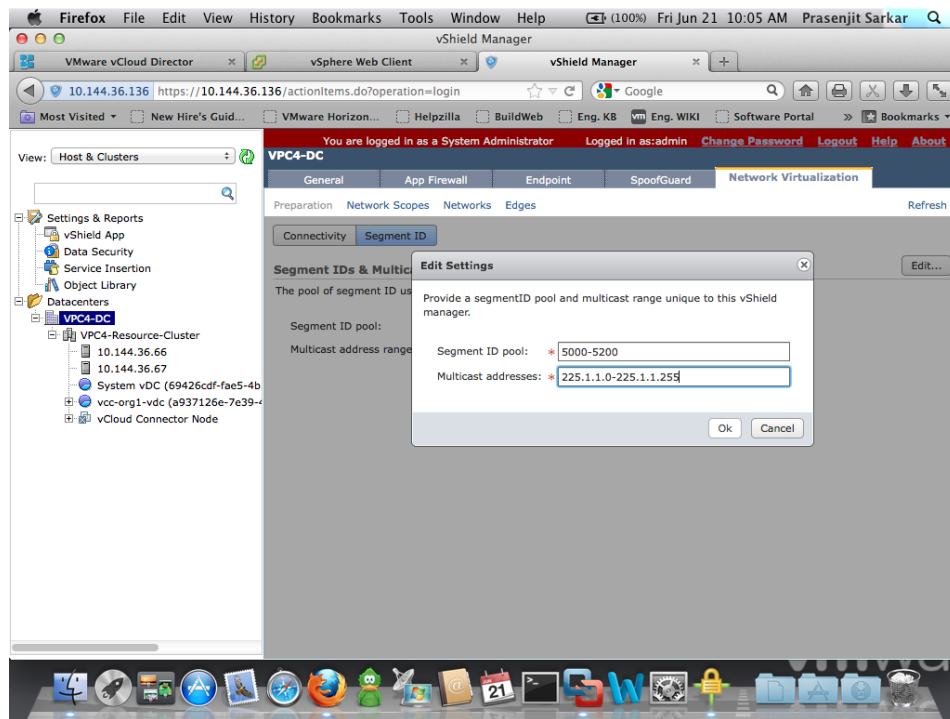 Firefox File Edit View History Bookmarks Tools Window Help (100%) Fri Jun 21 10:05 AM Prasenjit Sarkar
vShield Manager
VMware vCloud Director vSphere Web Client vShield Manager
10.144.36.136 https://10.144.36.136/actionItems.do?operation=login Google
Most Visited New Hire's Guid... VMware Horizon... Helpzilla BuildWeb Eng. KB Eng. WIKI Software Portal » Bookmarks
You are logged in as a System Administrator Logged in as:admin Change Password Logout Help About
View: Host & Clusters
VPC4-DC
General App Firewall Endpoint SpoofGuard Network Virtualization
Preparation Network Scopes Networks Edges Refresh
Settings & Reports
vShield App
Data Security
Service Insertion
Object Library
Datacenters
VPC4-DC
VPC4-Resource-Cluster
10.144.36.66
10.144.36.67
System vDC (69426cdf-fae5-4b
vcc-org1-vdc (a937126e-7e39-4
vCloud Connector Node
Connectivity Segment ID
Segment IDs & Multic
Edit...
The pool of segment ID us
Segment ID pool:
Multicast address range
Edit Settings
Provide a segmentID pool and multicast range unique to this vShield
manager.
Segment ID pool: * 5000-5200
Multicast addresses: * 225.1.1.0-225.1.1.255
Ok Cancel
21